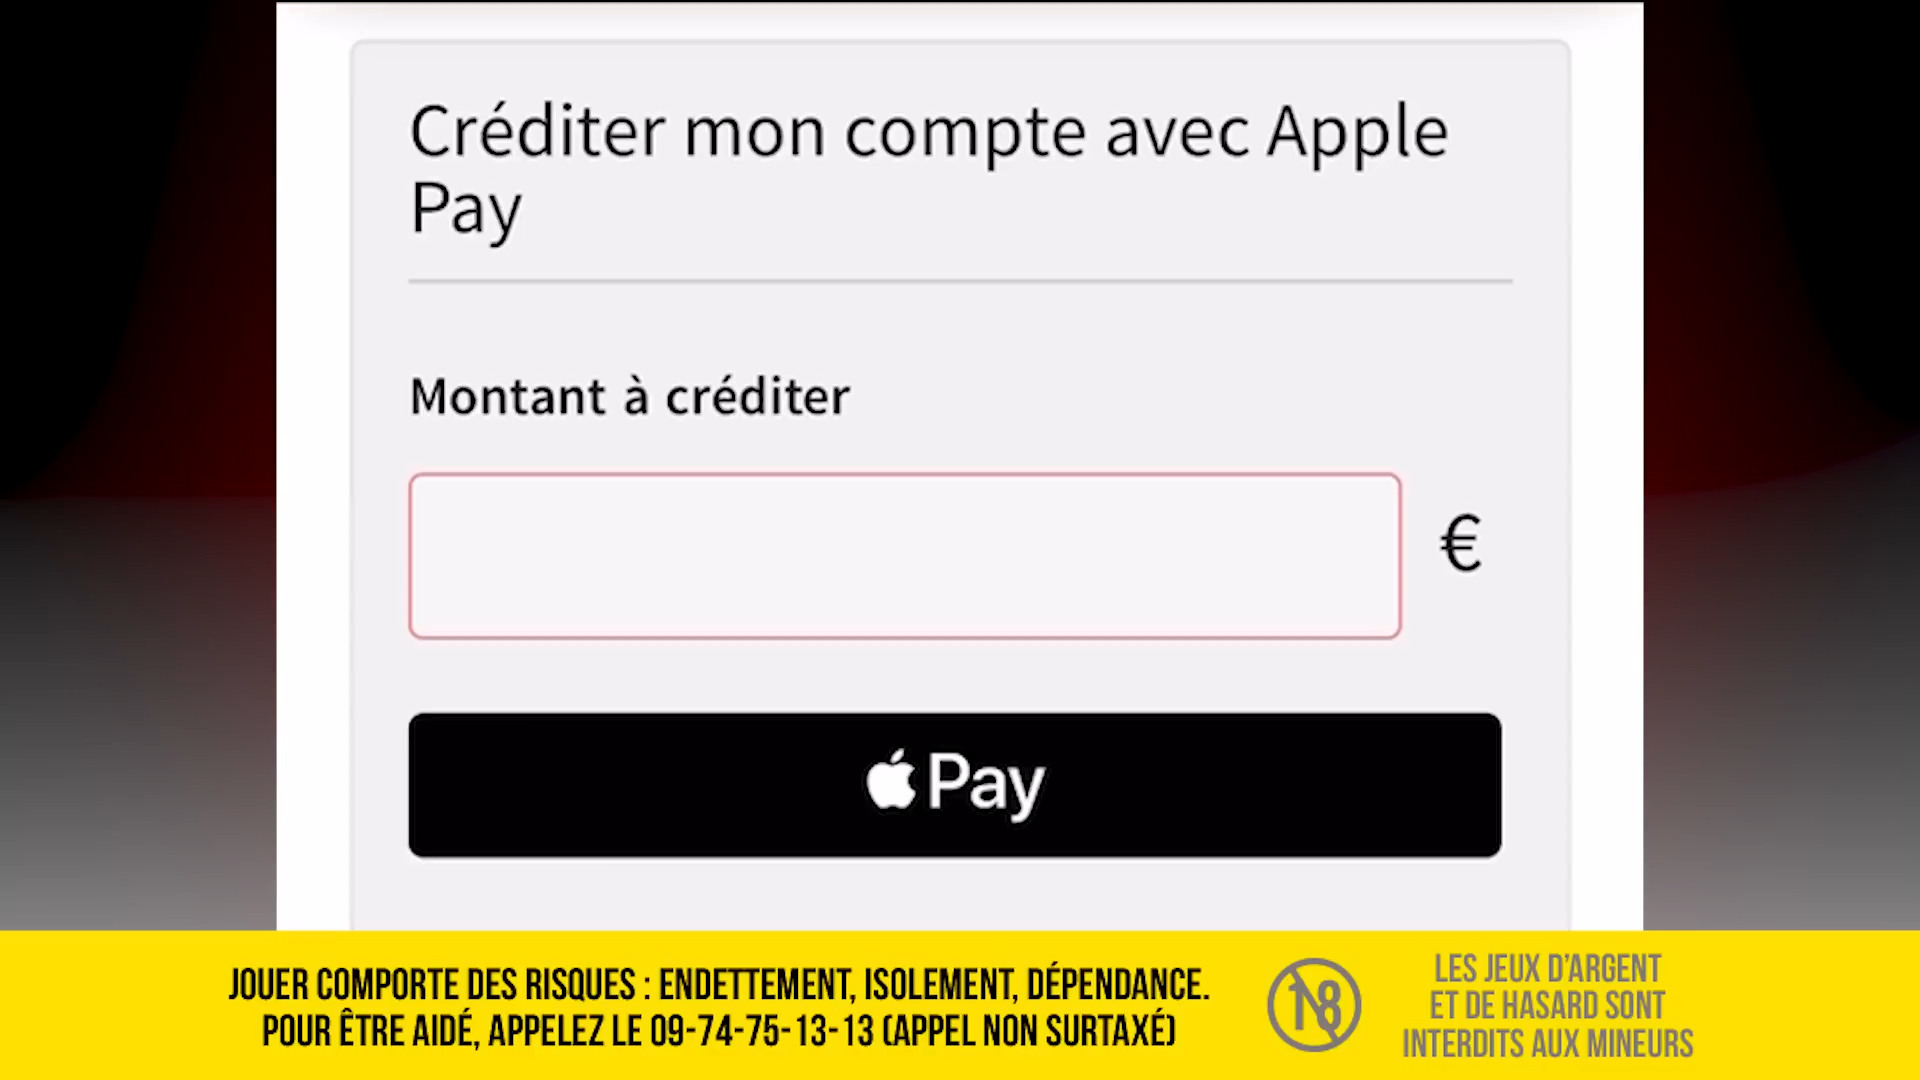 Créditer mon compte avec Apple
Pay
Montant à créditer
€
Pay
JOUER COMPORTE DES RISQUES : ENDETTEMENT, ISOLEMENT, DÉPENDANCE.
POUR ÊTRE AIDÉ, APPELEZ LE 09-74-75-13-13 (APPEL NON SURTAXÉ)
18
LES JEUX D'ARGENT
ET DE HASARD SONT
INTERDITS AUX MINEURS